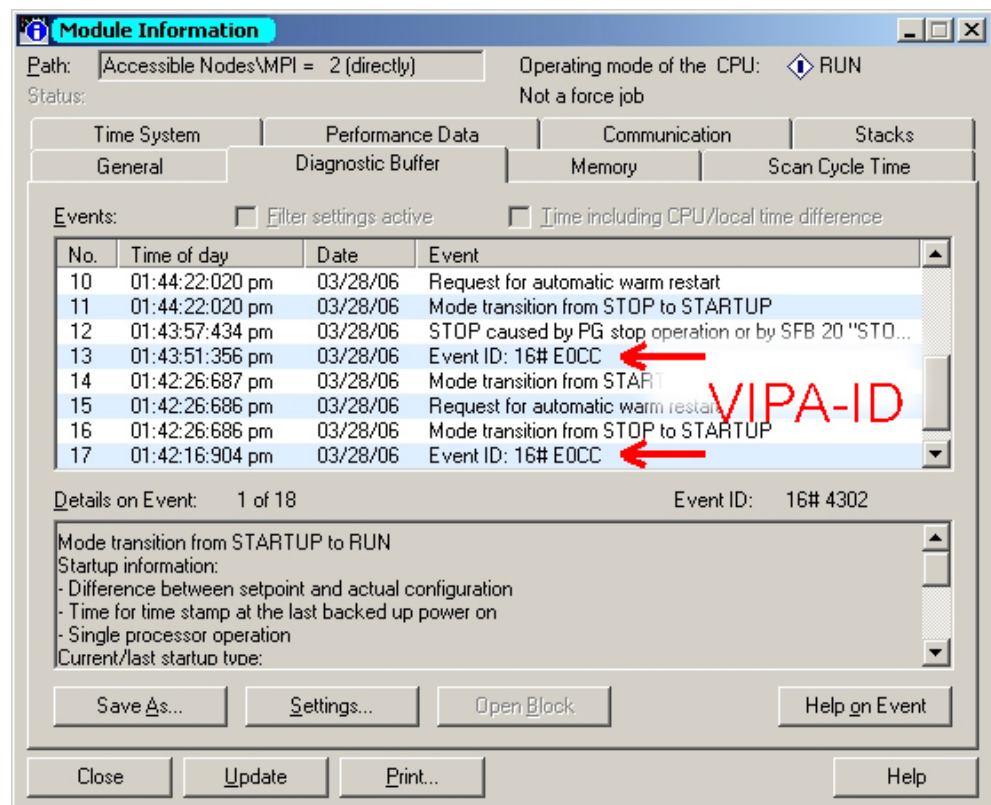 Module Information
Path: Accessible Nodes\MPI = 2 (directly) Operating mode of the CPU: RUN
Status: Not a force job
Time System Performance Data Communication Stacks
General Diagnostic Buffer Memory Scan Cycle Time
Events: Filter settings active Time including CPU/local time difference
No. Time of day Date Event
10 01:44:22:020 pm 03/28/06 Request for automatic warm restart
11 01:44:22:020 pm 03/28/06 Mode transition from STOP to STARTUP
12 01:43:57:434 pm 03/28/06 STOP caused by PG stop operation or by SFB 20 "STO...
13 01:43:51:356 pm 03/28/06 Event ID: 16# E0CC
14 01:42:26:687 pm 03/28/06 Mode transition from START
15 01:42:26:686 pm 03/28/06 Request for automatic warm restart
VIPA-ID
16 01:42:26:686 pm 03/28/06 Mode transition from STOP to STARTUP
17 01:42:16:904 pm 03/28/06 Event ID: 16# E0CC
Details on Event: 1 of 18 Event ID: 16# 4302
Mode transition from STARTUP to RUN
Startup information:
- Difference between setpoint and actual configuration
- Time for time stamp at the last backed up power on
- Single processor operation
Current/last startup type:
Save As... Settings... Open Block Help on Event
Close Update Print... Help